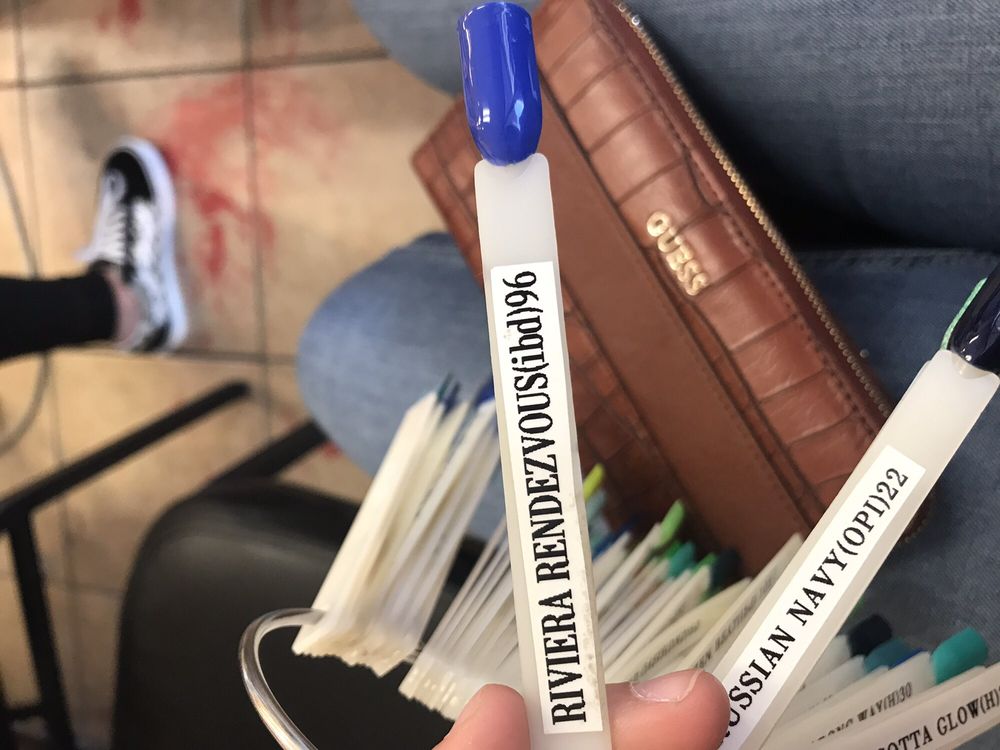 GUESS
RIVIERA RENDEZVOUS(ibd)96
USSIAN NAVY(OPI)22
OTTA GLOW(H)